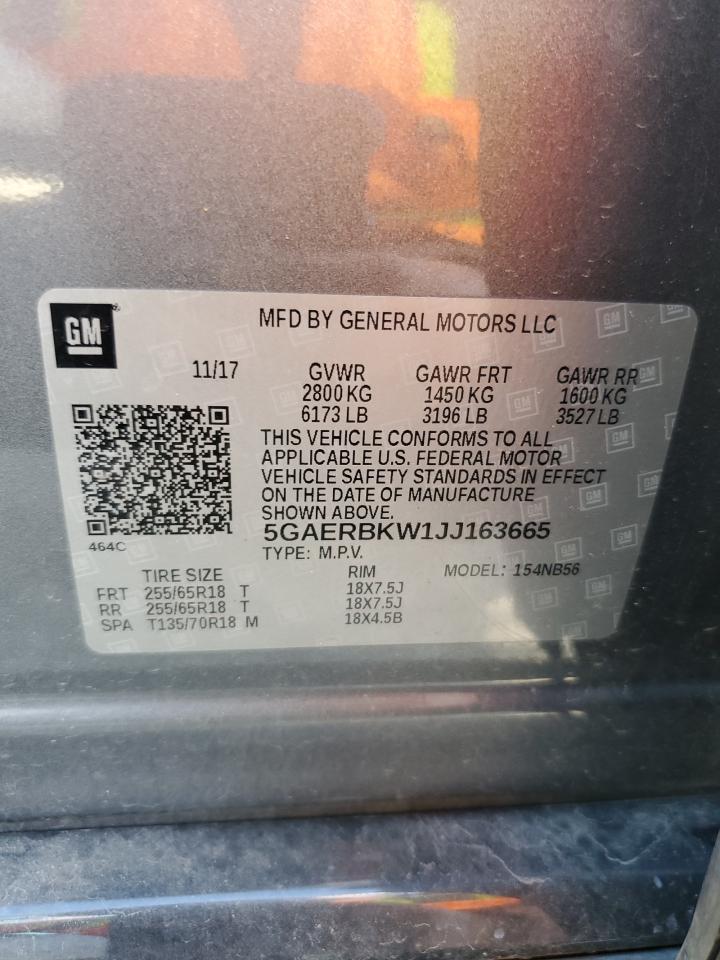 GM
MFD BY GENERAL MOTORS LLC
11/17 GVWR GAWR FRT GAWR RR
2800 KG 1450 KG 1600 KG
6173 LB 3196 LB 3527 LB
THIS VEHICLE CONFORMS TO ALL
APPLICABLE U.S. FEDERAL MOTOR
VEHICLE SAFETY STANDARDS IN EFFECT
ON THE DATE OF MANUFACTURE
SHOWN ABOVE.
5GAERBKW1JJ163665
464C
TYPE: M.P.V.
TIRE SIZE RIM MODEL: 154NB56
FRT 255/65R18 T 18X7.5J
RR 255/65R18 T 18X7.5J
SPA T135/70R18 M 18X4.5B